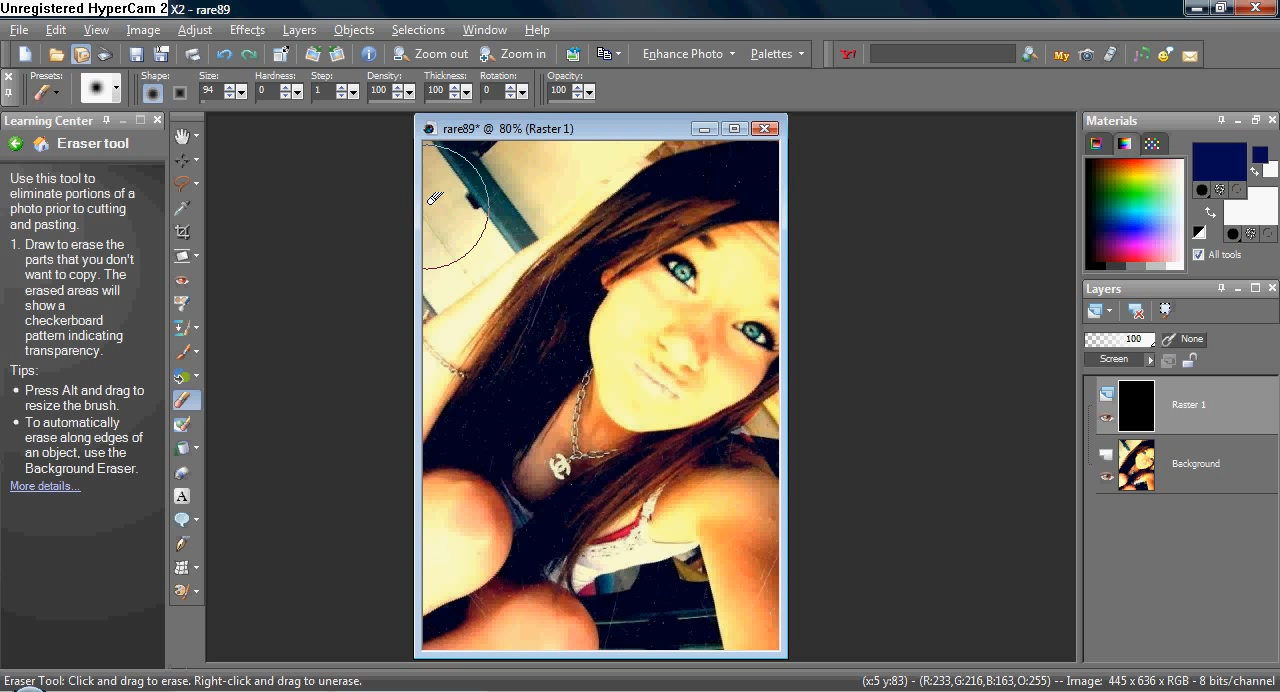 Unregistered HyperCam 2 X2 - rare89
File Edit View Image Adjust Effects Layers Objects Selections Window Help
Zoom out Zoom in Enhance Photo Palettes Y! My
Presets: Shape: Size: Hardness: Step: Density: Thickness: Rotation: Opacity:
94 0 1 100 100 0 100
Learning Center
Eraser tool
Use this tool to
eliminate portions of a
photo prior to cutting
and pasting.
1. Draw to erase the
parts that you don't
want to copy. The
erased areas will
show a
checkerboard
pattern indicating
transparency.
Tips:
• Press Alt and drag to
resize the brush.
• To automatically
erase along edges of
an object, use the
Background Eraser.
More details...
A
rare89* @ 80% (Raster 1)
Materials
All tools
Layers
100 None
Screen
Raster 1
Background
Eraser Tool: Click and drag to erase. Right-click and drag to unerase.
(x:5 y:83) - (R:233,G:216,B:163,O:255) -- Image: 445 x 636 x RGB - 8 bits/channel